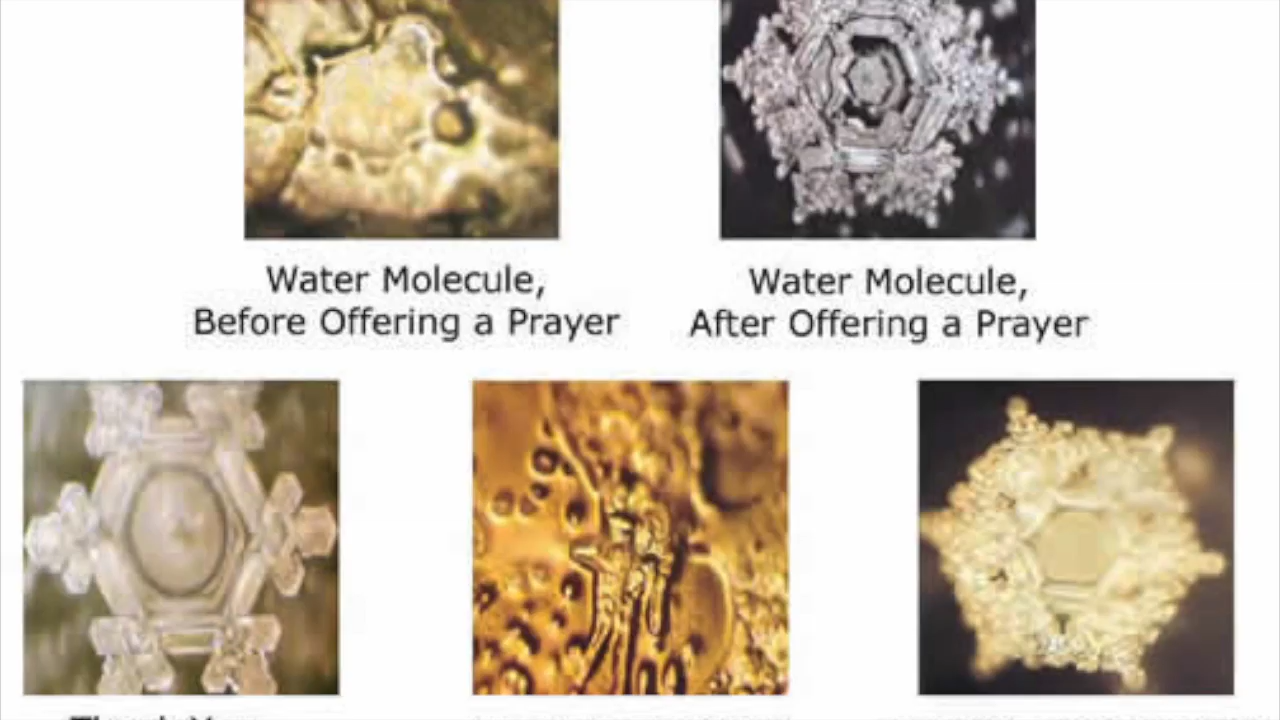 Water Molecule,
Before Offering a Prayer
Water Molecule,
After Offering a Prayer